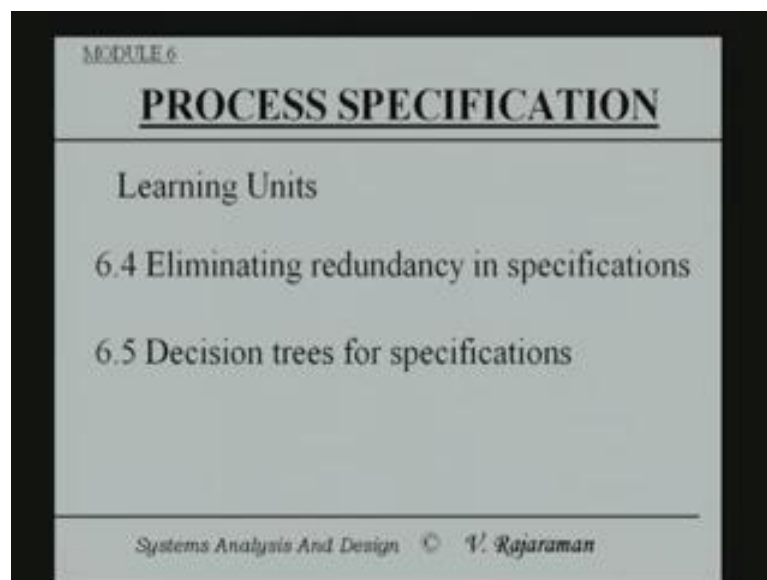 MODULE 6
PROCESS SPECIFICATION
Learning Units
6.4 Eliminating redundancy in specifications
6.5 Decision trees for specifications
Systems Analysis And Design © V. Rajaraman